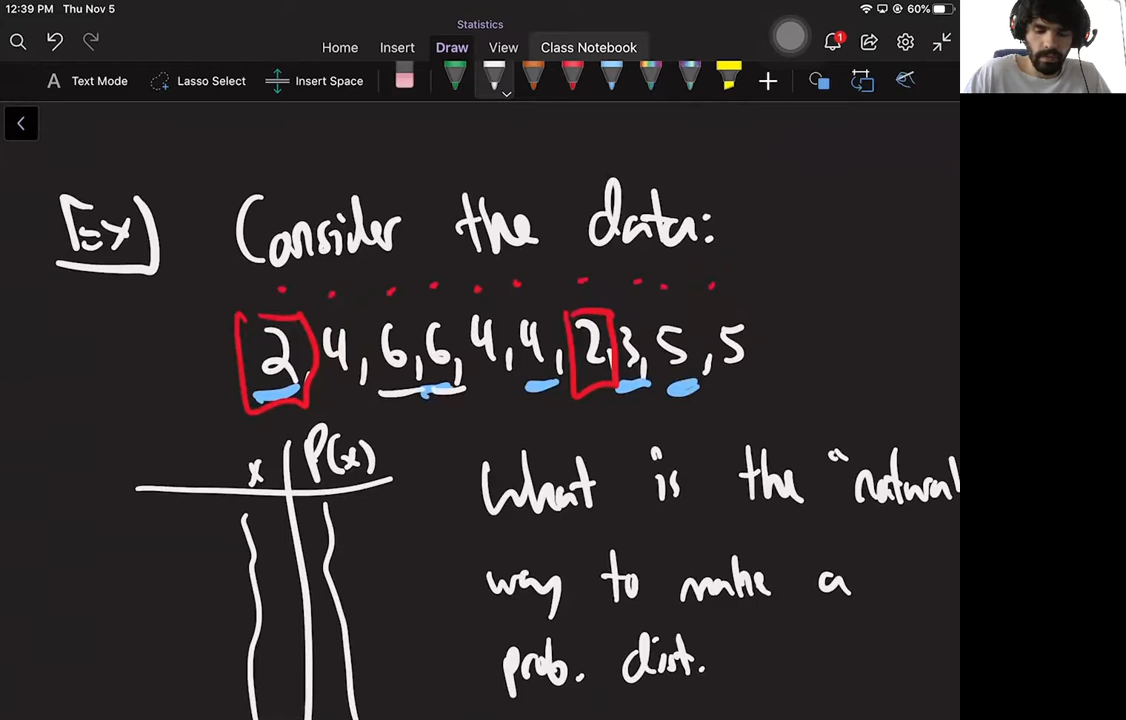 12:39 PM Thu Nov 5
60%
Statistics
Home Insert Draw View Class Notebook
1
A Text Mode Lasso Select Insert Space
Ex) Consider the data:
2, 4, 6, 6, 4, 4, 2, 3, 5, 5
x P(x)
What is the "natural
way to make a
prob. dist.